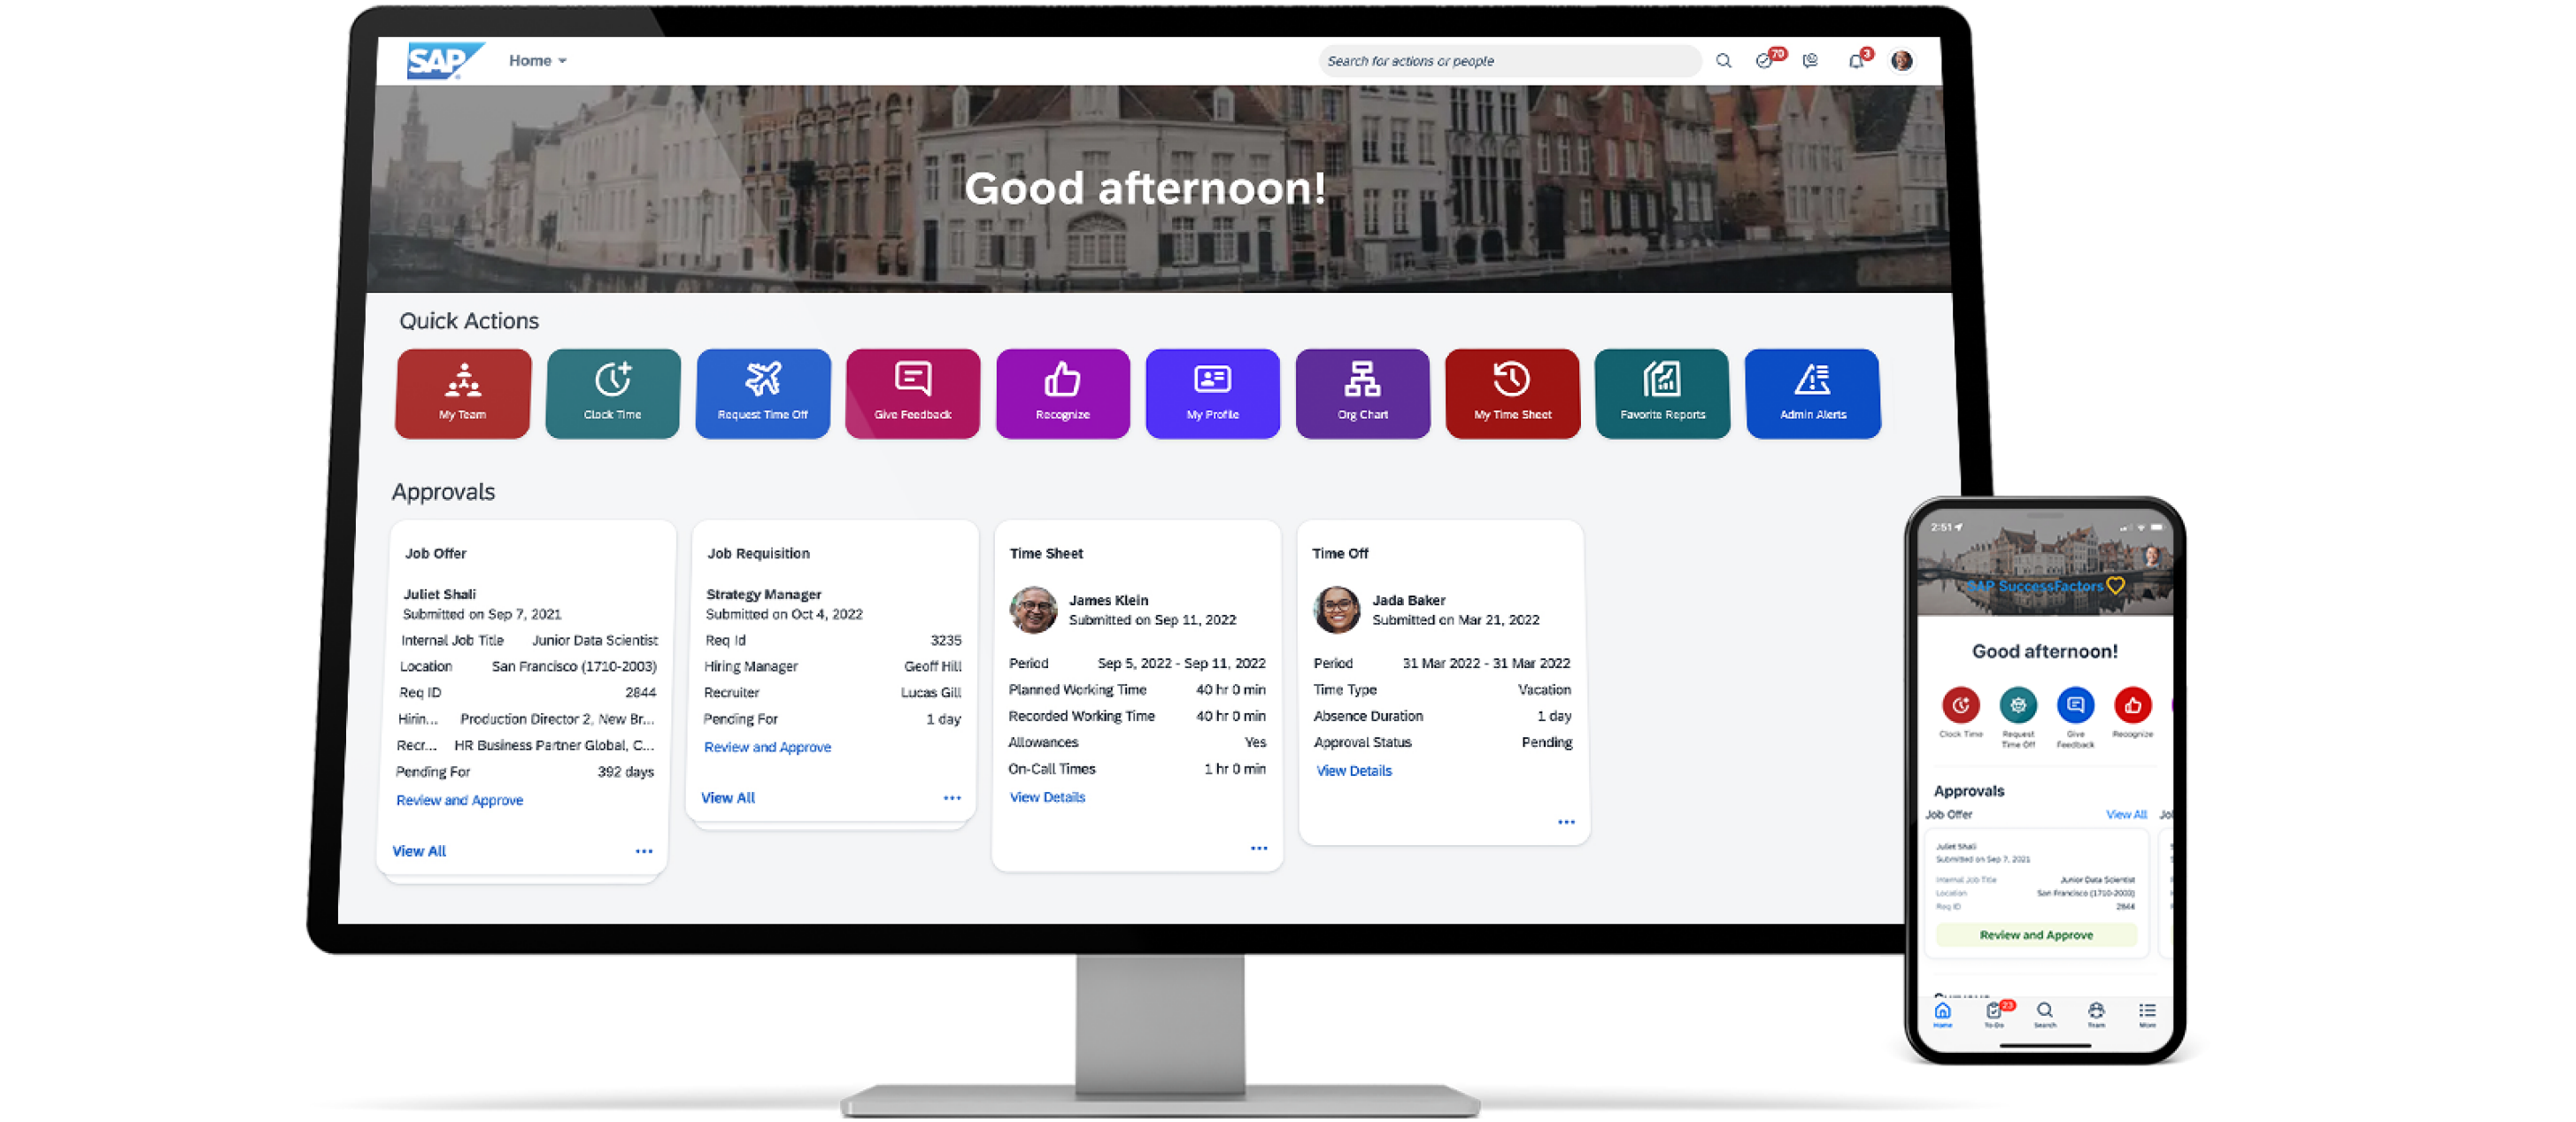 SAP
Home
Search for actions or people
70
3
Good afternoon!
Quick Actions
My Team
Clock Time
Request Time Off
Give Feedback
Recognize
My Profile
Org Chart
My Time Sheet
Favorite Reports
Admin Alerts
Approvals
Job Offer
Juliet Shali
Submitted on Sep 7, 2021
Internal Job Title Junior Data Scientist
Location San Francisco (1710-2003)
Req ID 2844
Hirin... Production Director 2, New Br...
Recr... HR Business Partner Global, C...
Pending For 392 days
Review and Approve
View All
Job Requisition
Strategy Manager
Submitted on Oct 4, 2022
Req Id 3235
Hiring Manager Geoff Hill
Recruiter Lucas Gill
Pending For 1 day
Review and Approve
View All
Time Sheet
James Klein
Submitted on Sep 11, 2022
Period Sep 5, 2022 - Sep 11, 2022
Planned Working Time 40 hr 0 min
Recorded Working Time 40 hr 0 min
Allowances Yes
On-Call Times 1 hr 0 min
View Details
Time Off
Jada Baker
Submitted on Mar 21, 2022
Period 31 Mar 2022 - 31 Mar 2022
Time Type Vacation
Absence Duration 1 day
Approval Status Pending
View Details
2:51
SAP SuccessFactors
Good afternoon!
Clock Time
Request
Time Off
Give
Feedback
Recognize
Approvals
Job Offer View All
Juliet Shali
Submitted on Sep 7, 2021
Internal Job Title Junior Data Scientist
Location San Francisco (1710-2003)
Req ID 2844
Review and Approve
23
Home
To-Do
Search
Team
More